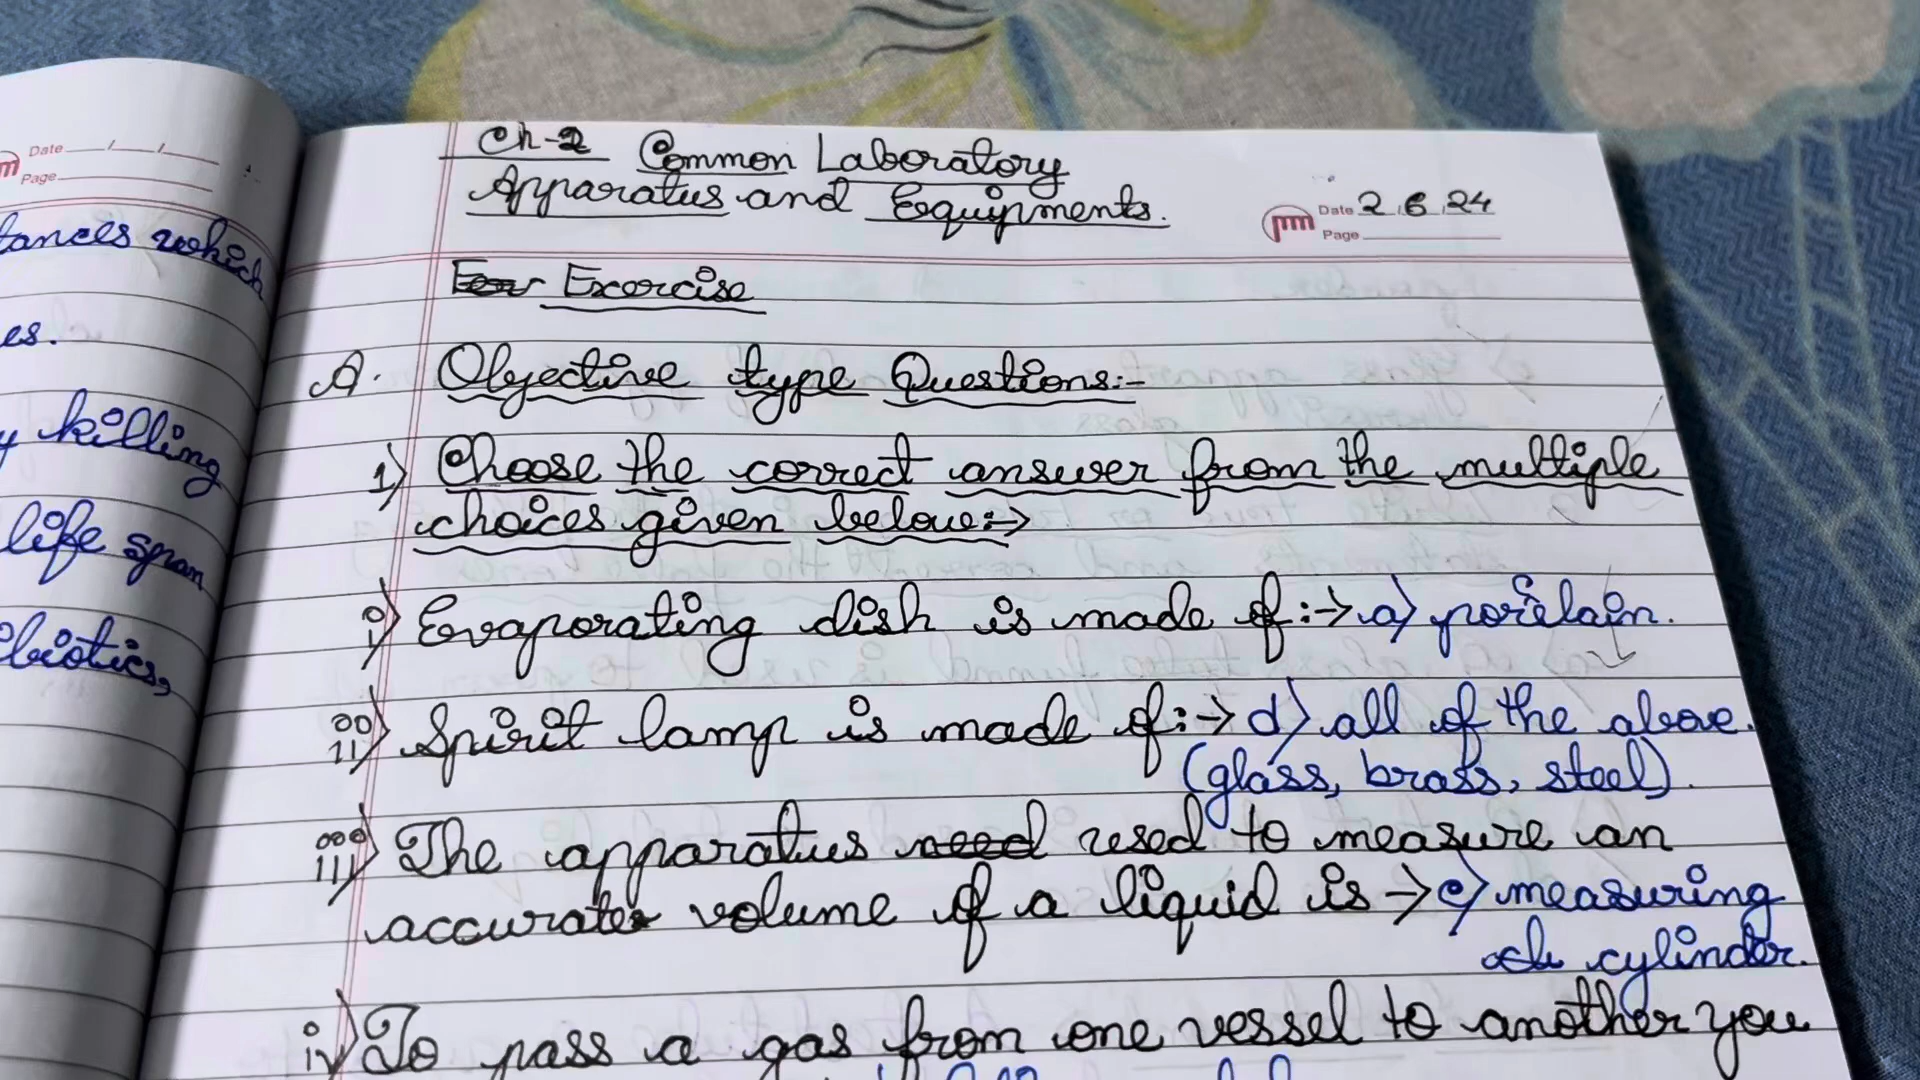 Date / /
Page
tances which
es.
killing
life span
biotics,
Ch-2 Common Laboratory
Apparatus and Equipments.
Date 2.6.24
Page
Exercise
A. Objective type Questions:-
1) Choose the correct answer from the multiple
choices given below:→
i) Evaporating dish is made of:→ a) porcelain.
ii) Spirit lamp is made of:→ d) all of the above.
(glass, brass, steel).
iii) The apparatus need used to measure an
accurate volume of a liquid is → c) measuring
cylinder.
iv) To pass a gas from one vessel to another you